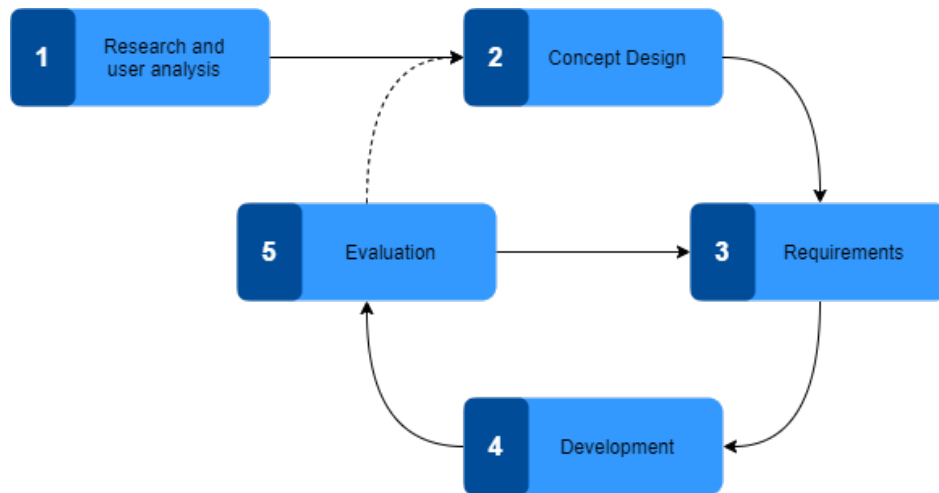 1
Research and
user analysis
2
Concept Design
5
Evaluation
3
Requirements
4
Development